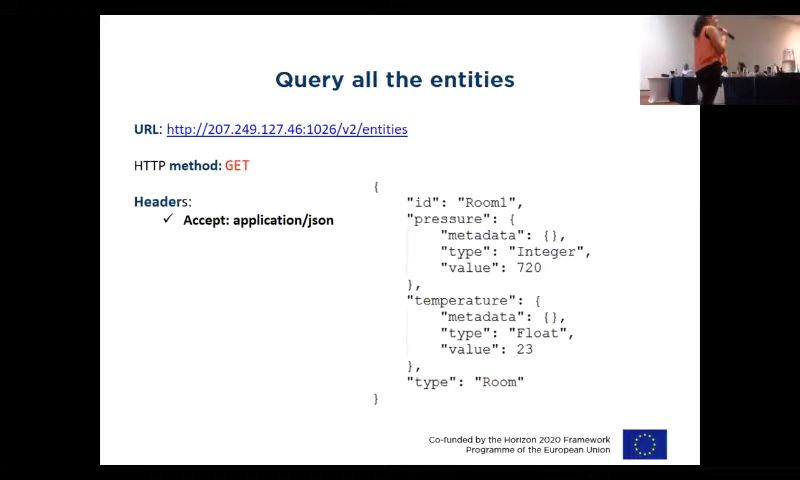 Query all the entities
URL: http://207.249.127.46:1026/v2/entities
HTTP method: GET
Headers:
✓ Accept: application/json
{
"id": "Room1",
"pressure": {
"metadata": {},
"type": "Integer",
"value": 720
},
"temperature": {
"metadata": {},
"type": "Float",
"value": 23
},
"type": "Room"
}
Co-funded by the Horizon 2020 Framework
Programme of the European Union